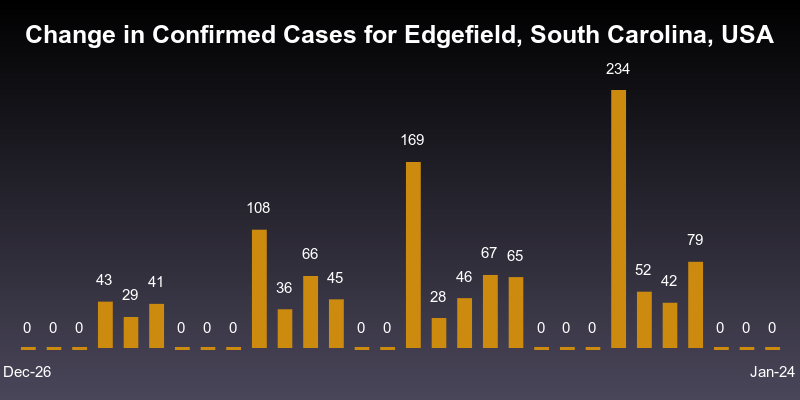 Change in Confirmed Cases for Edgefield, South Carolina, USA
0 0 0 43 29 41 0 0 0 108 36 66 45 0 0 169 28 46 67 65 0 0 0 234 52 42 79 0 0 0
Dec-26 Jan-24